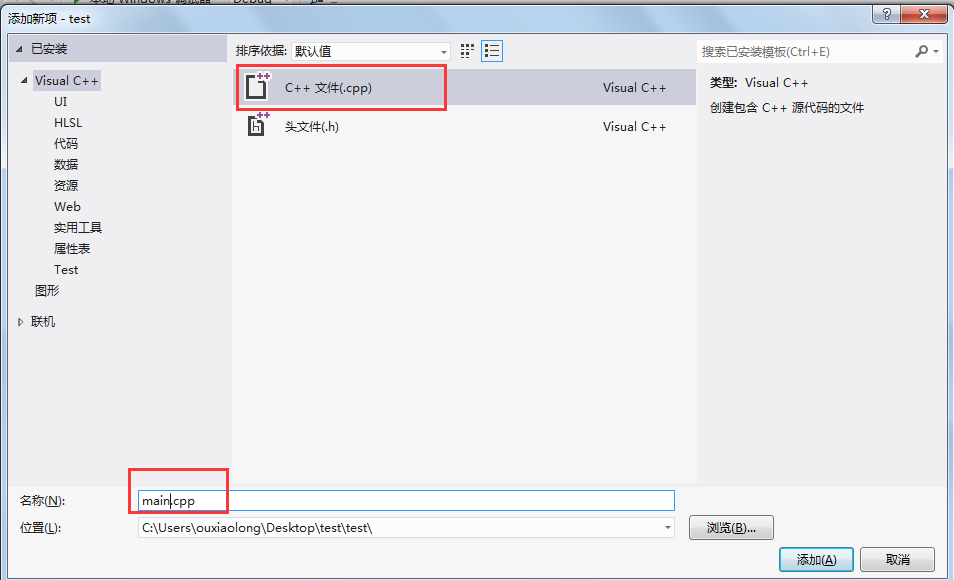 添加新项 - test
已安装
Visual C++
UI
HLSL
代码
数据
资源
Web
实用工具
属性表
Test
图形
联机
排序依据: 默认值
C++ 文件(.cpp) Visual C++
头文件(.h) Visual C++
搜索已安装模板(Ctrl+E)
类型: Visual C++
创建包含 C++ 源代码的文件
名称(N): main.cpp
位置(L): C:\Users\ouxiaolong\Desktop\test\test\
浏览(B)...
添加(A) 取消